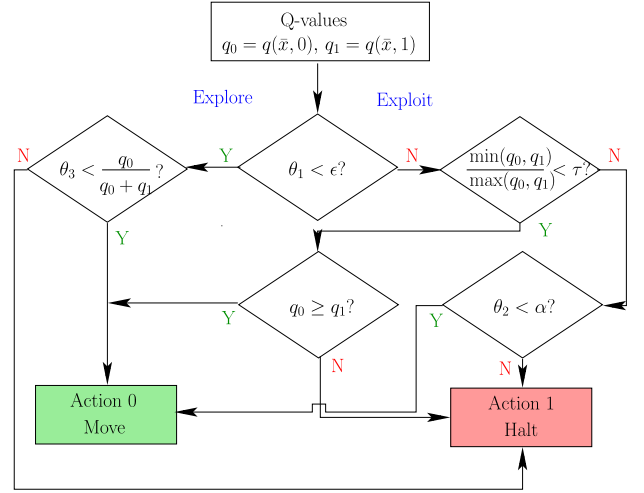 Q-values
q₀ = q(x̄, 0), q₁ = q(x̄, 1)
Explore
Exploit
N
θ₃ < q₀ / (q₀ + q₁) ?
Y
θ₁ < ϵ?
N
min(q₀, q₁) / max(q₀, q₁) < τ?
N
Y
Y
q₀ ≥ q₁?
θ₂ < α?
Y
Y
N
N
Action 0
Move
Action 1
Halt